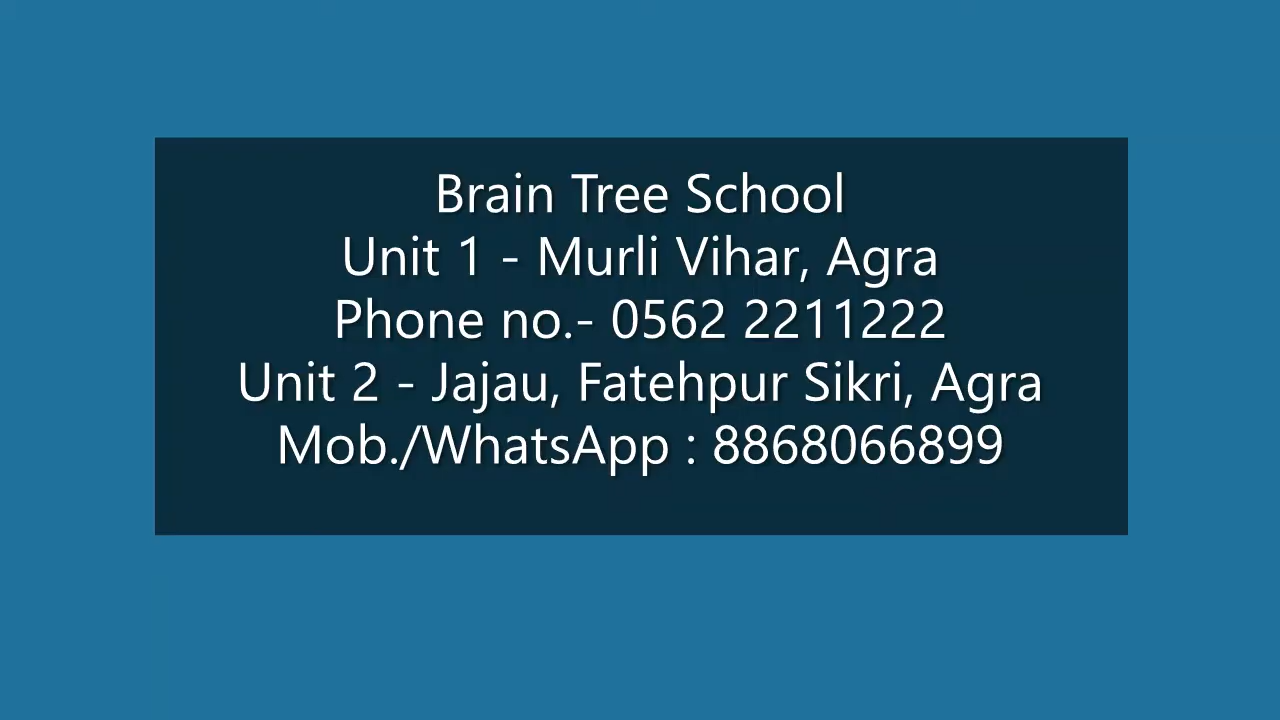 Brain Tree School
Unit 1 - Murli Vihar, Agra
Phone no.- 0562 2211222
Unit 2 - Jajau, Fatehpur Sikri, Agra
Mob./WhatsApp : 8868066899